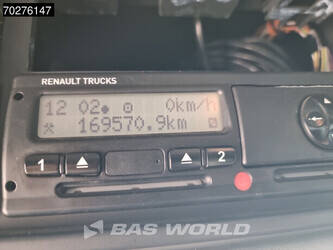 70276147
RENAULT TRUCKS
12 02 0km/h
169570.9km
1 2
BAS WORLD